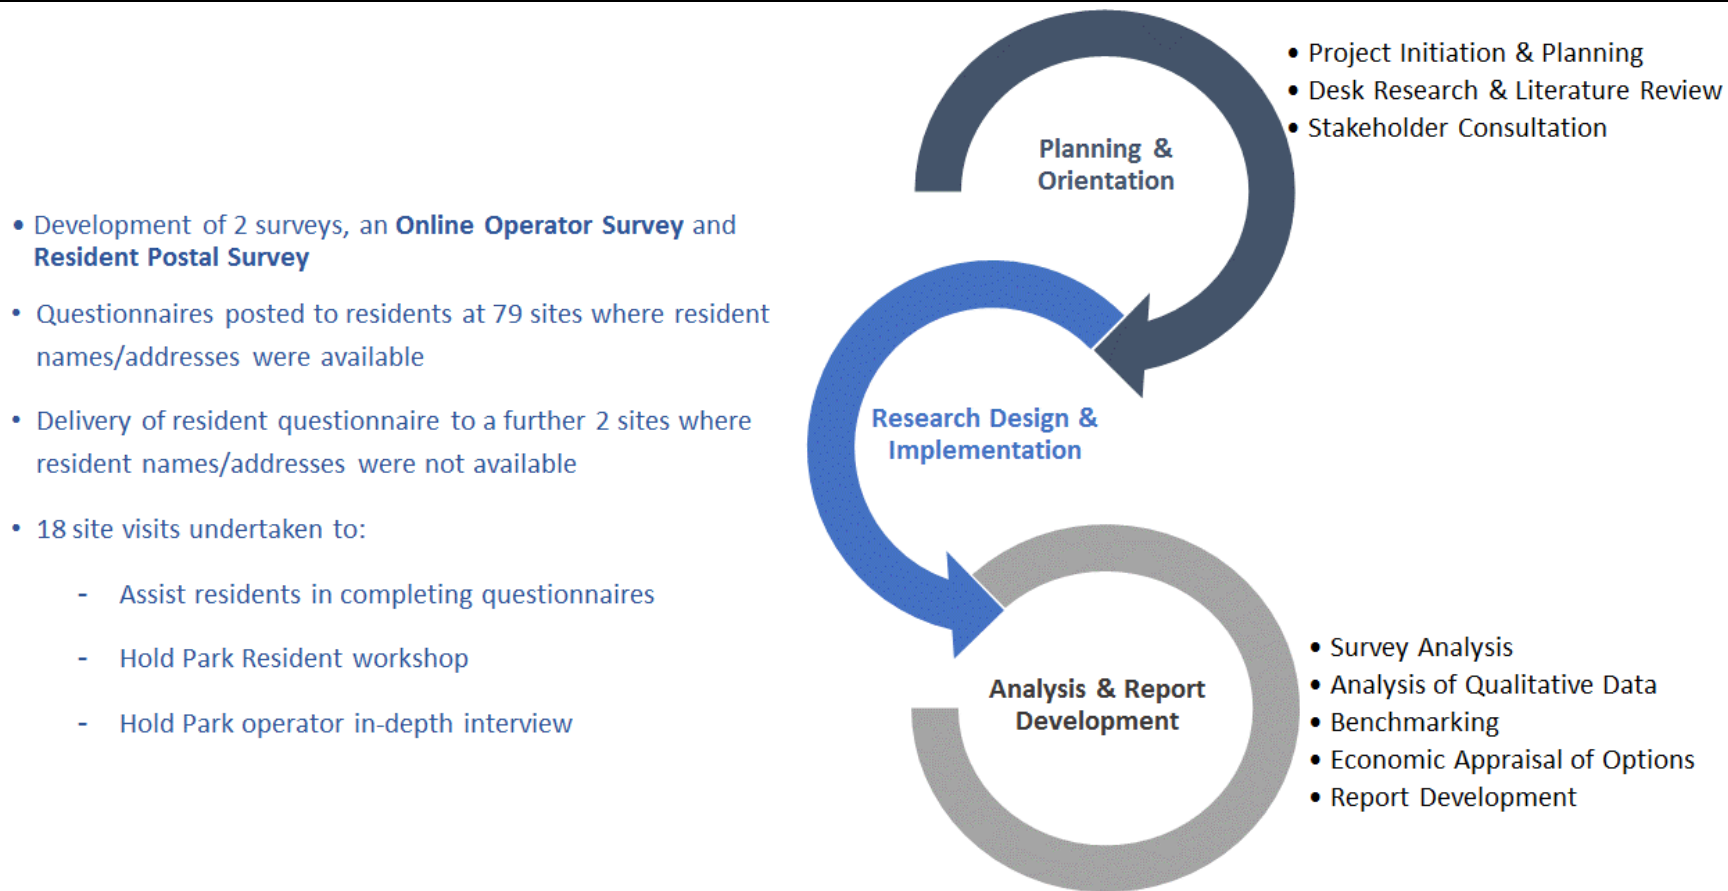 • Project Initiation & Planning
• Desk Research & Literature Review
• Stakeholder Consultation
Planning &
Orientation
• Development of 2 surveys, an Online Operator Survey and
Resident Postal Survey
• Questionnaires posted to residents at 79 sites where resident
names/addresses were available
• Delivery of resident questionnaire to a further 2 sites where
resident names/addresses were not available
• 18 site visits undertaken to:
- Assist residents in completing questionnaires
- Hold Park Resident workshop
- Hold Park operator in-depth interview
Research Design &
Implementation
Analysis & Report
Development
• Survey Analysis
• Analysis of Qualitative Data
• Benchmarking
• Economic Appraisal of Options
• Report Development